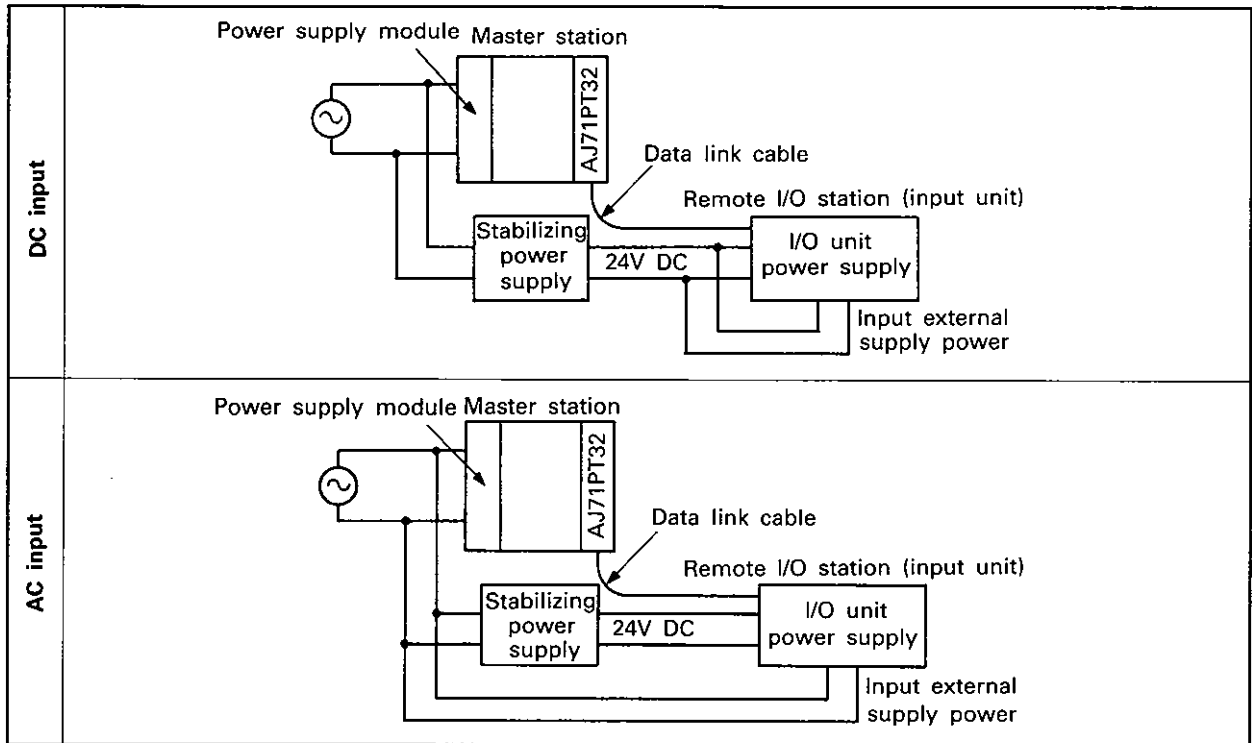 DC input
Power supply module
Master station
AJ71PT32
Data link cable
Remote I/O station (input unit)
Stabilizing
power
supply
24V DC
I/O unit
power supply
Input external
supply power
AC input
Power supply module
Master station
AJ71PT32
Data link cable
Remote I/O station (input unit)
Stabilizing
power
supply
24V DC
I/O unit
power supply
Input external
supply power